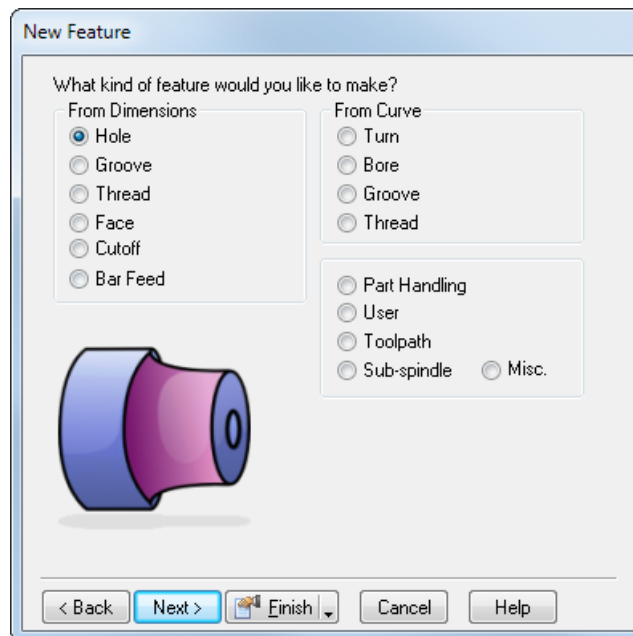 New Feature
What kind of feature would you like to make?
From Dimensions
Hole
Groove
Thread
Face
Cutoff
Bar Feed
From Curve
Turn
Bore
Groove
Thread
Part Handling
User
Toolpath
Sub-spindle Misc.
< Back Next > Finish Cancel Help